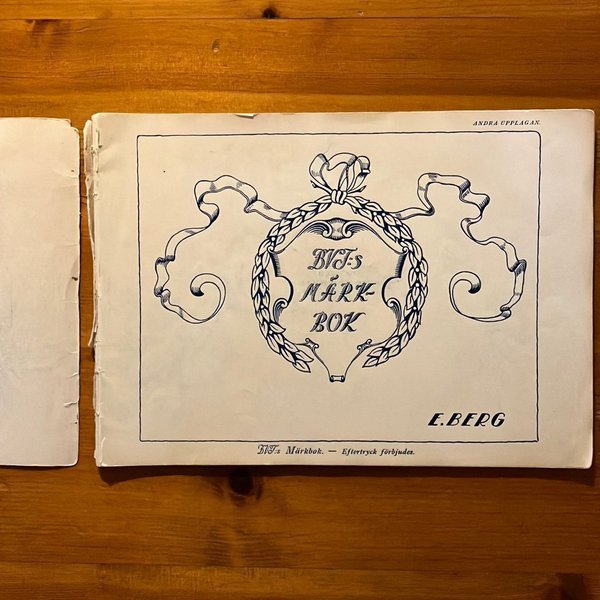 ANDRA UPPLAGAN.
BVT:S
MÄRK-
BOK
E. BERG
BVT:s Märkbok. — Eftertryck förbjudes.